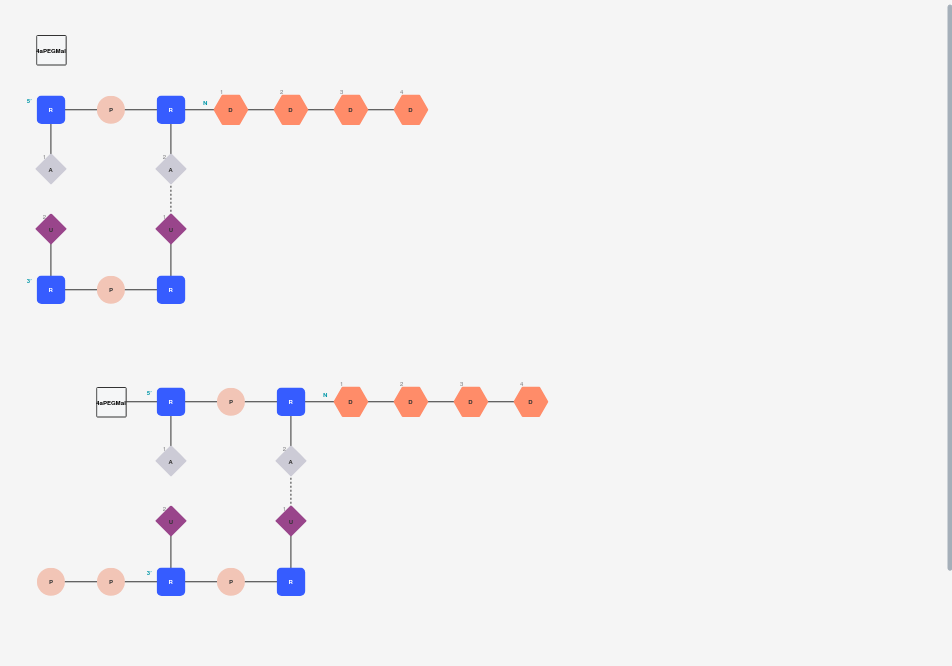 4aPEGMal
1 2 3 4
5' R P R N D D D D
1 A 2 A
2 U 1 U
3' R P R
1 2 3 4
4aPEGMal 5' R P R N D D D D
1 A 2 A
2 U 1 U
P P 3' R P R